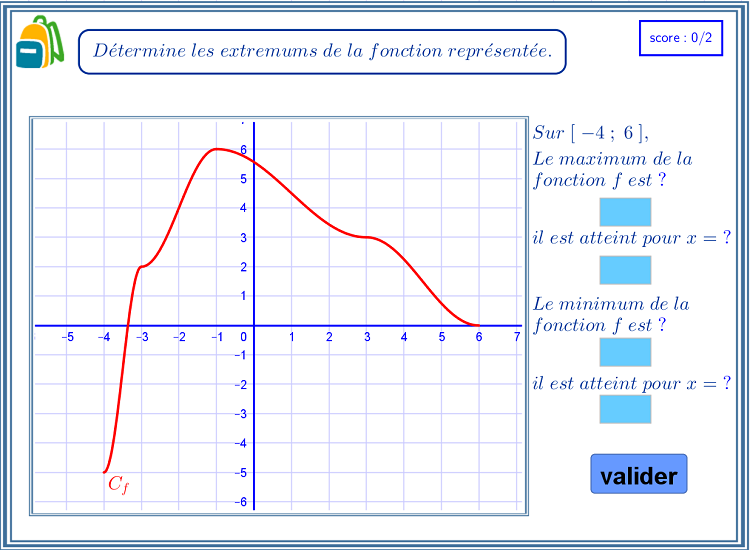 Détermine les extremums de la fonction représentée.
score : 0/2
Sur [ −4 ; 6 ],
Le maximum de la
fonction f est ?
il est atteint pour x = ?
Le minimum de la
fonction f est ?
il est atteint pour x = ?
valider
6
5
4
3
2
1
−5 −4 −3 −2 −1 0 1 2 3 4 5 6 7
−1
−2
−3
−4
−5
−6
C_f